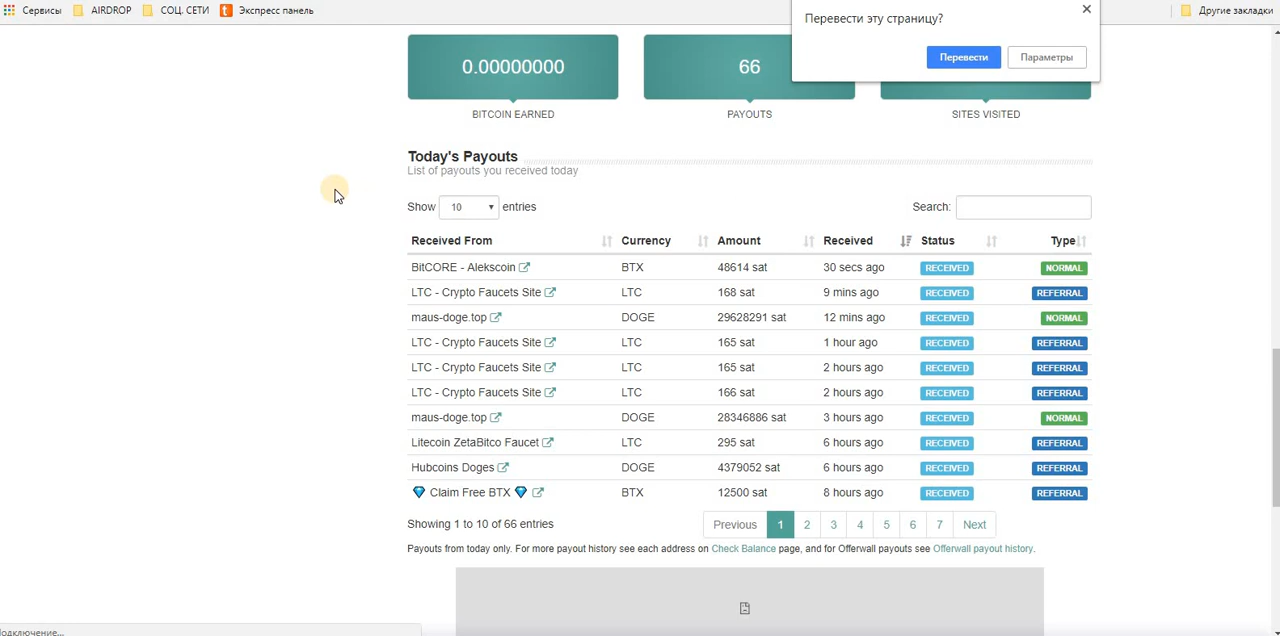 Сервисы AIRDROP СОЦ. СЕТИ Экспресс панель Другие закладки
Перевести эту страницу?
Перевести Параметры
0.00000000 66
BITCOIN EARNED PAYOUTS SITES VISITED
Today's Payouts
List of payouts you received today
Show 10 entries Search:
Received From Currency Amount Received Status Type
BitCORE - Alekscoin BTX 48614 sat 30 secs ago RECEIVED NORMAL
LTC - Crypto Faucets Site LTC 168 sat 9 mins ago RECEIVED REFERRAL
maus-doge.top DOGE 29628291 sat 12 mins ago RECEIVED NORMAL
LTC - Crypto Faucets Site LTC 165 sat 1 hour ago RECEIVED REFERRAL
LTC - Crypto Faucets Site LTC 165 sat 2 hours ago RECEIVED REFERRAL
LTC - Crypto Faucets Site LTC 166 sat 2 hours ago RECEIVED REFERRAL
maus-doge.top DOGE 28346886 sat 3 hours ago RECEIVED NORMAL
Litecoin ZetaBitco Faucet LTC 295 sat 6 hours ago RECEIVED REFERRAL
Hubcoins Doges DOGE 4379052 sat 6 hours ago RECEIVED REFERRAL
Claim Free BTX BTX 12500 sat 8 hours ago RECEIVED REFERRAL
Showing 1 to 10 of 66 entries Previous 1 2 3 4 5 6 7 Next
Payouts from today only. For more payout history see each address on Check Balance page, and for Offerwall payouts see Offerwall payout history.